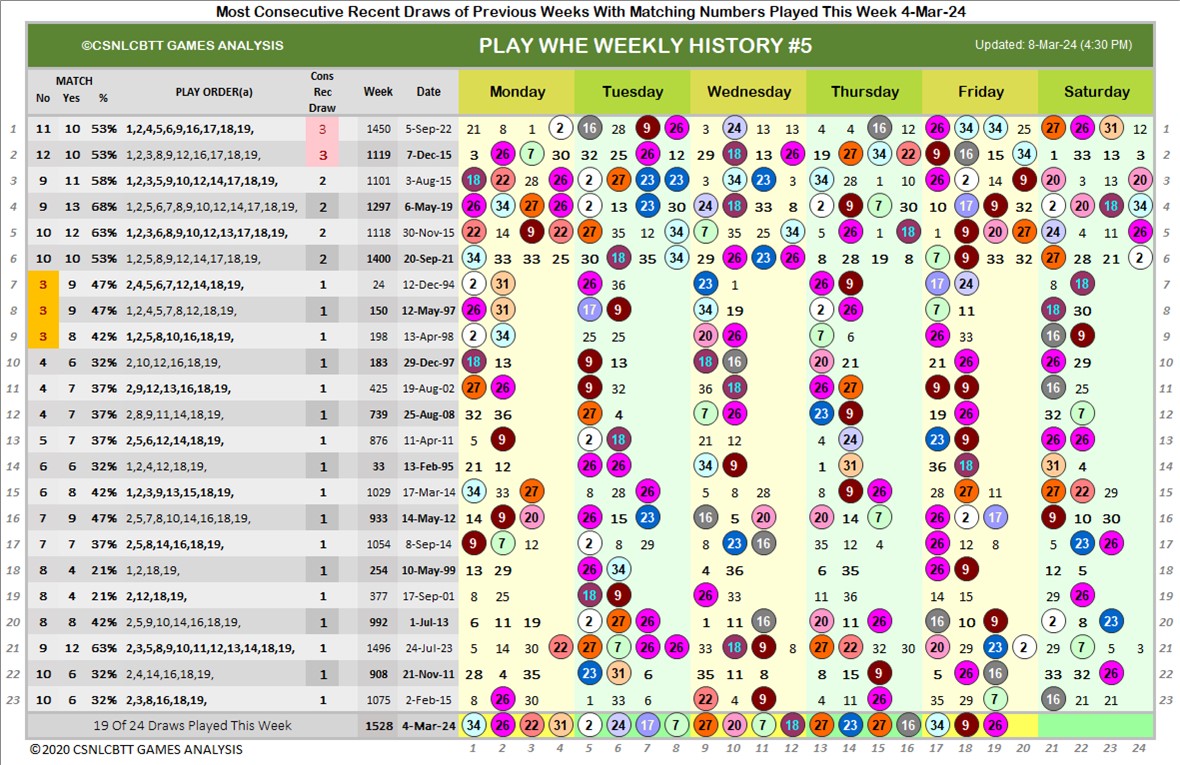 Most Consecutive Recent Draws of Previous Weeks With Matching Numbers Played This Week 4-Mar-24
©CSNLCBTT GAMES ANALYSIS PLAY WHE WEEKLY HISTORY #5 Updated: 8-Mar-24 (4:30 PM)
MATCH
No Yes % PLAY ORDER(a) Cons Rec Draw Week Date Monday Tuesday Wednesday Thursday Friday Saturday
1 11 10 53% 1,2,4,5,6,9,16,17,18,19, 3 1450 5-Sep-22 21 8 1 2 16 28 9 26 3 24 13 13 4 4 16 12 26 34 34 25 27 26 31 12 1
2 12 10 53% 1,2,7,8,9,12,16,17,18,19, 3 1119 7-Dec-15 3 26 7 30 32 25 26 12 29 18 13 26 19 27 34 22 9 16 15 34 1 33 13 3 2
3 9 11 58% 1,2,3,5,9,10,12,14,17,18,19, 2 1101 3-Aug-15 18 22 28 26 2 27 23 23 3 34 23 3 34 28 1 10 26 2 14 9 20 5 13 20 3
4 9 13 68% 1,2,5,6,7,8,9,10,12,14,17,18,19, 2 1297 6-May-19 26 34 27 26 2 13 23 30 24 18 33 8 2 9 7 30 10 17 9 32 2 20 18 34 4
5 10 12 63% 1,2,3,6,8,9,10,12,13,17,18,19, 2 1118 30-Nov-15 22 14 9 22 27 35 12 34 7 35 25 34 5 26 1 18 1 9 20 27 24 4 11 26 5
6 10 10 53% 1,2,5,8,9,12,14,17,18,19, 2 1400 20-Sep-21 34 33 33 25 30 18 35 34 29 26 23 26 8 28 19 8 7 9 33 32 27 28 21 2 6
7 3 9 47% 2,4,5,6,7,12,14,18,19, 1 24 12-Dec-94 2 31 26 36 23 1 26 9 17 24 8 18 7
8 3 9 47% 1,2,4,5,7,8,12,18,19, 1 150 12-May-97 26 31 17 9 34 19 2 26 7 11 18 30 8
9 3 8 42% 1,2,5,8,10,16,18,19, 1 198 13-Apr-98 2 34 25 25 20 26 7 6 26 33 16 9 9
10 4 6 32% 2,10,12,16,18,19, 1 183 29-Dec-97 18 13 9 13 18 16 20 21 21 26 26 29 10
11 4 7 37% 2,9,12,13,16,18,19, 1 425 19-Aug-02 27 26 9 32 36 18 26 27 9 9 16 25 11
12 4 7 37% 2,8,9,11,14,18,19, 1 739 25-Aug-08 32 36 27 4 7 26 23 9 19 26 32 7 12
13 5 7 37% 2,5,6,12,14,18,19, 1 876 11-Apr-11 5 9 2 18 21 12 4 24 23 9 26 26 13
14 6 6 32% 1,2,4,12,18,19, 1 33 13-Feb-95 21 12 26 26 34 9 1 31 36 18 31 4 14
15 6 8 42% 1,2,3,9,13,15,18,19, 1 1029 17-Mar-14 34 33 27 8 28 26 5 8 28 8 9 26 28 27 11 27 22 29 15
16 7 9 47% 2,5,7,8,10,14,16,18,19, 1 933 14-May-12 14 9 20 26 15 23 16 5 20 20 14 7 26 2 17 9 10 30 16
17 7 7 37% 2,5,8,14,16,18,19, 1 1054 8-Sep-14 9 7 12 2 8 29 8 23 16 35 12 4 26 12 8 5 23 26 17
18 8 4 21% 1,2,18,19, 1 254 10-May-99 13 29 26 34 4 36 6 35 26 9 12 5 18
19 8 4 21% 2,12,18,19, 1 377 17-Sep-01 8 25 18 9 26 33 11 36 14 15 29 26 19
20 8 8 42% 2,5,9,10,14,16,18,19, 1 992 1-Jul-13 6 11 19 2 27 26 1 11 16 20 11 26 16 10 9 2 8 23 20
21 9 12 63% 2,3,5,8,9,10,11,12,13,14,18,19, 1 1496 24-Jul-23 5 14 30 22 27 7 26 26 33 18 9 8 27 22 32 30 20 29 23 2 29 7 5 3 21
22 10 6 32% 2,4,14,16,18,19, 1 908 21-Nov-11 28 4 35 23 31 6 35 11 8 8 15 9 5 26 16 33 32 26 22
23 10 6 32% 2,3,8,16,18,19, 1 1075 2-Feb-15 8 26 30 1 33 6 22 4 9 4 11 26 35 29 7 16 21 21 23
19 Of 24 Draws Played This Week 1528 4-Mar-24 34 26 22 31 2 24 17 7 27 20 7 18 27 23 27 16 34 9 26
© 2020 CSNLCBTT GAMES ANALYSIS 1 2 3 4 5 6 7 8 9 10 11 12 13 14 15 16 17 18 19 20 21 22 23 24